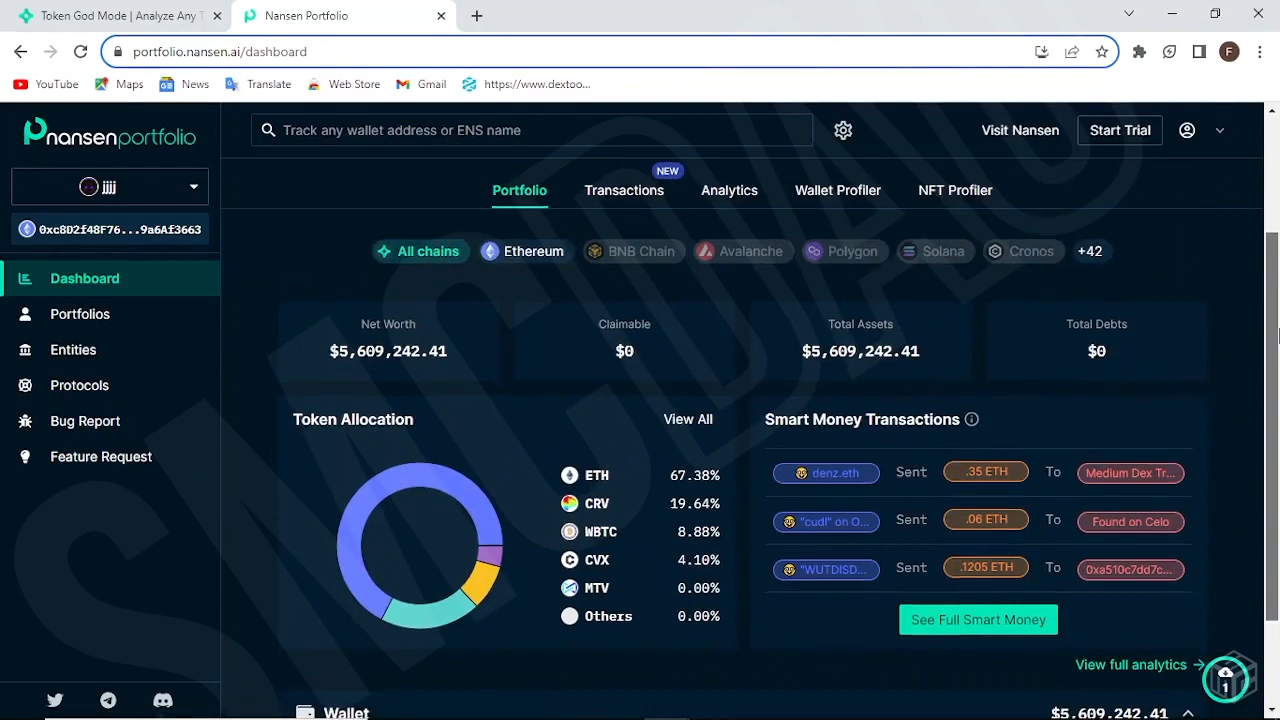 Token God Mode | Analyze Any T
Nansen Portfolio
portfolio.nansen.ai/dashboard
F
YouTube
Maps
News
Translate
Web Store
Gmail
https://www.dextoo...
nansenportfolio
Track any wallet address or ENS name
Visit Nansen
Start Trial
jjjj
0xc8D2f48F76...9a6Af3663
NEW
Portfolio
Transactions
Analytics
Wallet Profiler
NFT Profiler
All chains
Ethereum
BNB Chain
Avalanche
Polygon
Solana
Cronos
+42
Dashboard
Portfolios
Entities
Protocols
Bug Report
Feature Request
Net Worth
$5,609,242.41
Claimable
$0
Total Assets
$5,609,242.41
Total Debts
$0
Token Allocation
View All
ETH 67.38%
CRV 19.64%
WBTC 8.88%
CVX 4.10%
MTV 0.00%
Others 0.00%
Smart Money Transactions
denz.eth Sent .35 ETH To Medium Dex Tr...
"cudl" on O... Sent .06 ETH To Found on Celo
"WUTDISD... Sent .1205 ETH To 0xa510c7dd7c...
See Full Smart Money
View full analytics
1
Wallet
$5,609,242.41
SMCDAO